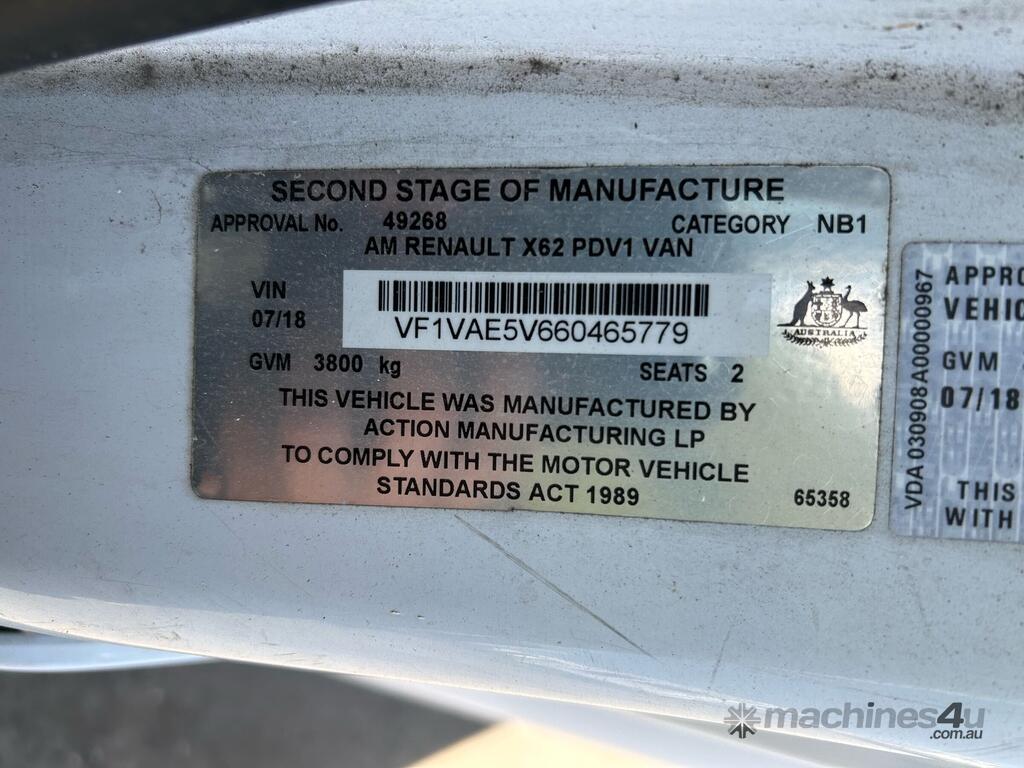 SECOND STAGE OF MANUFACTURE
APPROVAL No. 49268 CATEGORY NB1
AM RENAULT X62 PDV1 VAN
VIN
07/18
VF1VAE5V660465779
AUSTRALIA
GVM 3800 kg SEATS 2
THIS VEHICLE WAS MANUFACTURED BY
ACTION MANUFACTURING LP
TO COMPLY WITH THE MOTOR VEHICLE
STANDARDS ACT 1989
65358
VDA 030908A00000967
APPRO
VEHIC
GVM
07/18
THIS
WITH
machines4u
.com.au